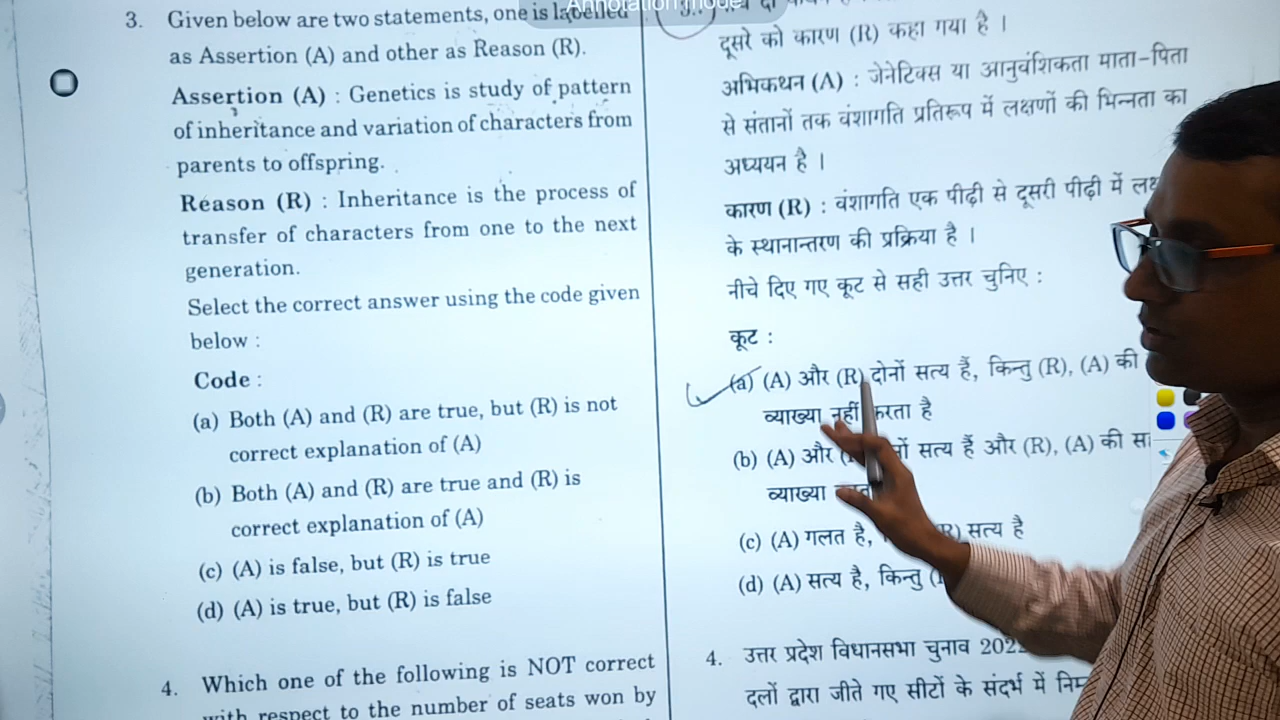 Annotation mode
3. Given below are two statements, one is labelled
as Assertion (A) and other as Reason (R).
Assertion (A) : Genetics is study of pattern
of inheritance and variation of characters from
parents to offspring.
Reason (R) : Inheritance is the process of
transfer of characters from one to the next
generation.
Select the correct answer using the code given
below :
Code :
(a) Both (A) and (R) are true, but (R) is not
correct explanation of (A)
(b) Both (A) and (R) are true and (R) is
correct explanation of (A)
(c) (A) is false, but (R) is true
(d) (A) is true, but (R) is false
4. Which one of the following is NOT correct
with respect to the number of seats won by
दूसरे को कारण (R) कहा गया है ।
अभिकथन (A) : जेनेटिक्स या आनुवंशिकता माता-पिता
से संतानों तक वंशागति प्रतिरूप में लक्षणों की भिन्नता का
अध्ययन है ।
कारण (R) : वंशागति एक पीढ़ी से दूसरी पीढ़ी में
के स्थानान्तरण की प्रक्रिया है ।
नीचे दिए गए कूट से सही उत्तर चुनिए :
कूट :
(a) (A) और (R) दोनों सत्य हैं, किन्तु (R), (A) की
व्याख्या नहीं करता है
(b) (A) और सत्य हैं और (R), (A) की
व्याख्या
(c) (A) गलत है, सत्य है
(d) (A) सत्य है, किन्तु
4. उत्तर प्रदेश विधानसभा चुनाव
दलों द्वारा जीते गए सीटों के संदर्भ में